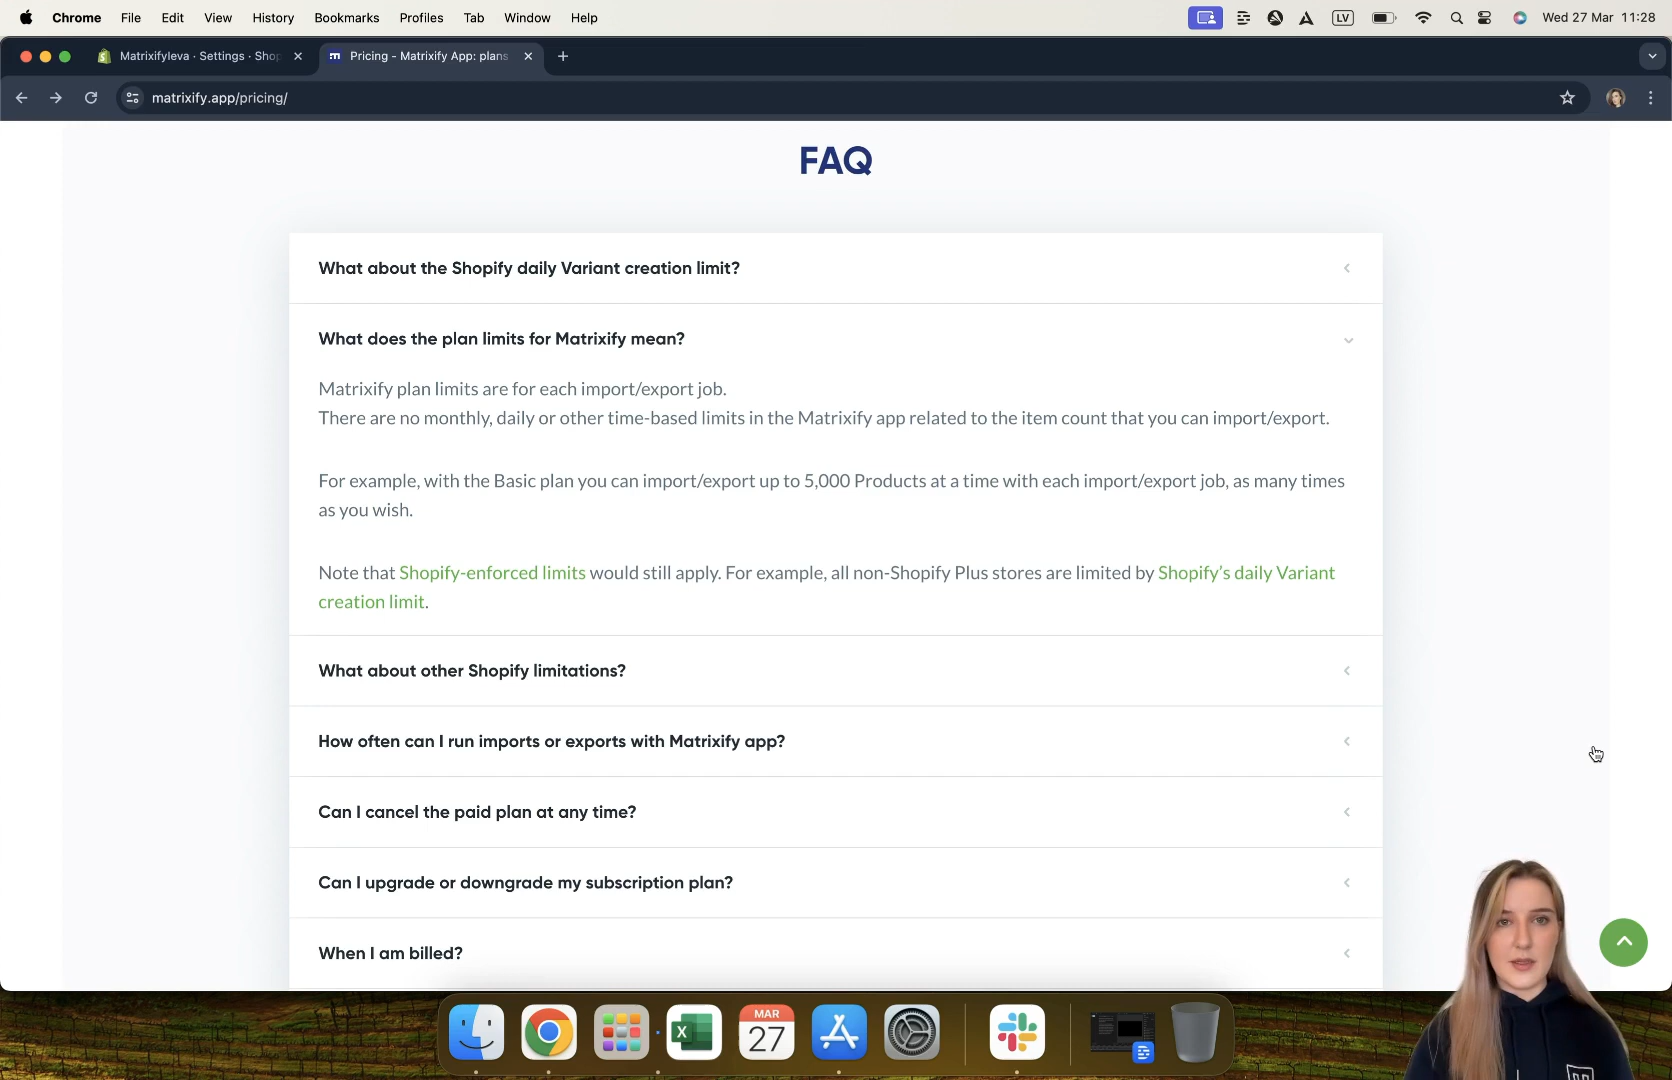 Chrome File Edit View History Bookmarks Profiles Tab Window Help LV Wed 27 Mar 11:28
Matrixifyleva · Settings · Shop
Pricing - Matrixify App: plans
matrixify.app/pricing/
FAQ
What about the Shopify daily Variant creation limit?
What does the plan limits for Matrixify mean?
Matrixify plan limits are for each import/export job.
There are no monthly, daily or other time-based limits in the Matrixify app related to the item count that you can import/export.
For example, with the Basic plan you can import/export up to 5,000 Products at a time with each import/export job, as many times
as you wish.
Note that Shopify-enforced limits would still apply. For example, all non-Shopify Plus stores are limited by Shopify’s daily Variant
creation limit.
What about other Shopify limitations?
How often can I run imports or exports with Matrixify app?
Can I cancel the paid plan at any time?
Can I upgrade or downgrade my subscription plan?
When I am billed?
MAR
27